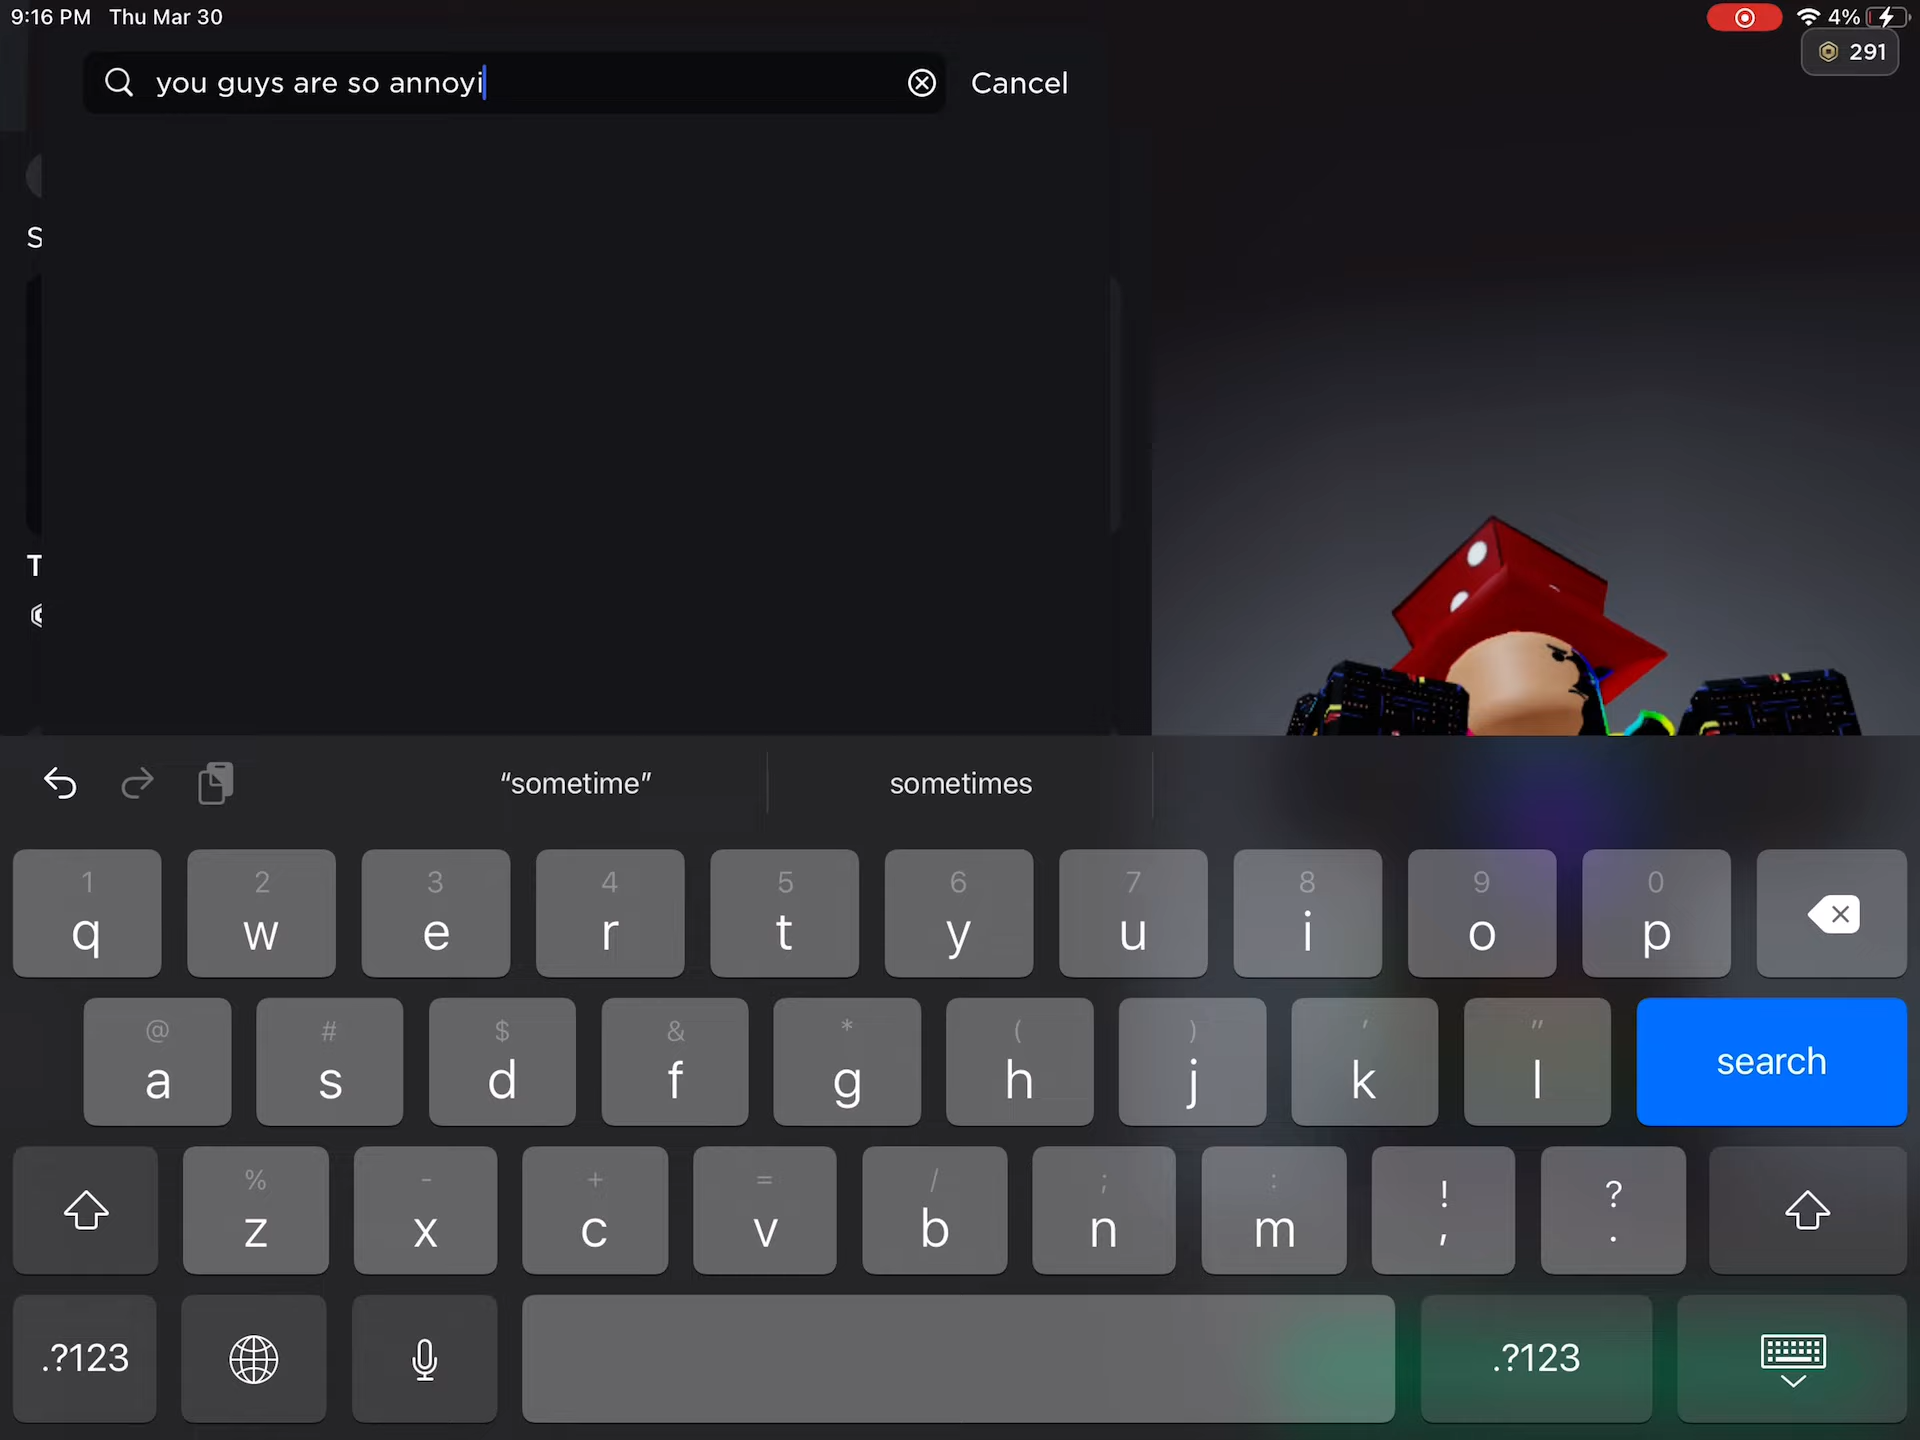 9:16 PM Thu Mar 30
4%
291
you guys are so annoyi
Cancel
S
T
“sometime” sometimes
1 2 3 4 5 6 7 8 9 0
q w e r t y u i o p
@ # $ & * ( ) ' "
a s d f g h j k l search
% - + = / ; : ! ?
z x c v b n m , .
.?123 .?123